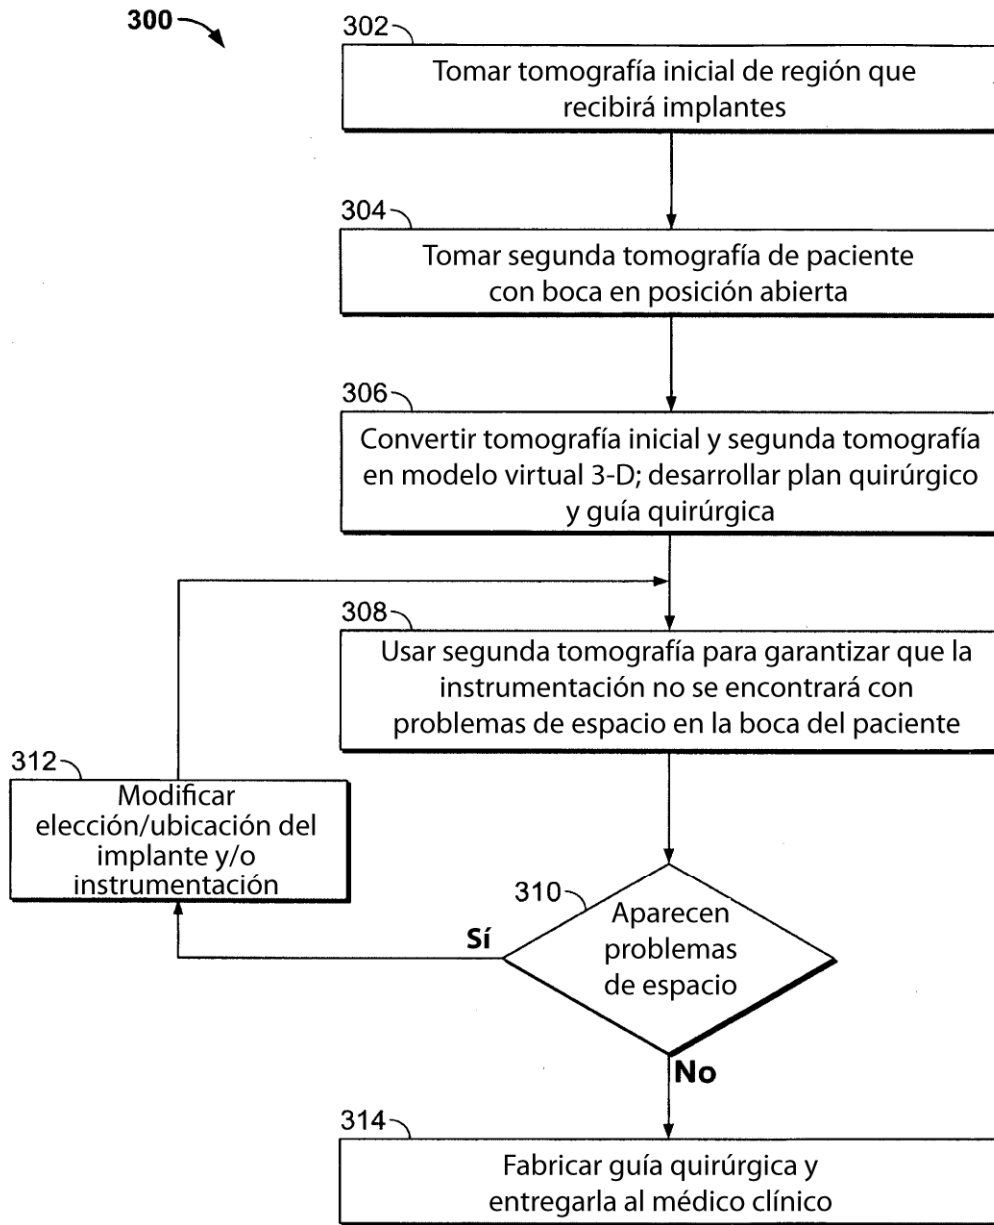 300
302
Tomar tomografía inicial de región que
recibirá implantes
304
Tomar segunda tomografía de paciente
con boca en posición abierta
306
Convertir tomografía inicial y segunda tomografía
en modelo virtual 3-D; desarrollar plan quirúrgico
y guía quirúrgica
308
Usar segunda tomografía para garantizar que la
instrumentación no se encontrará con
problemas de espacio en la boca del paciente
312
Modificar
elección/ubicación del
implante y/o
instrumentación
310
Aparecen
problemas
de espacio
Sí
No
314
Fabricar guía quirúrgica y
entregarla al médico clínico